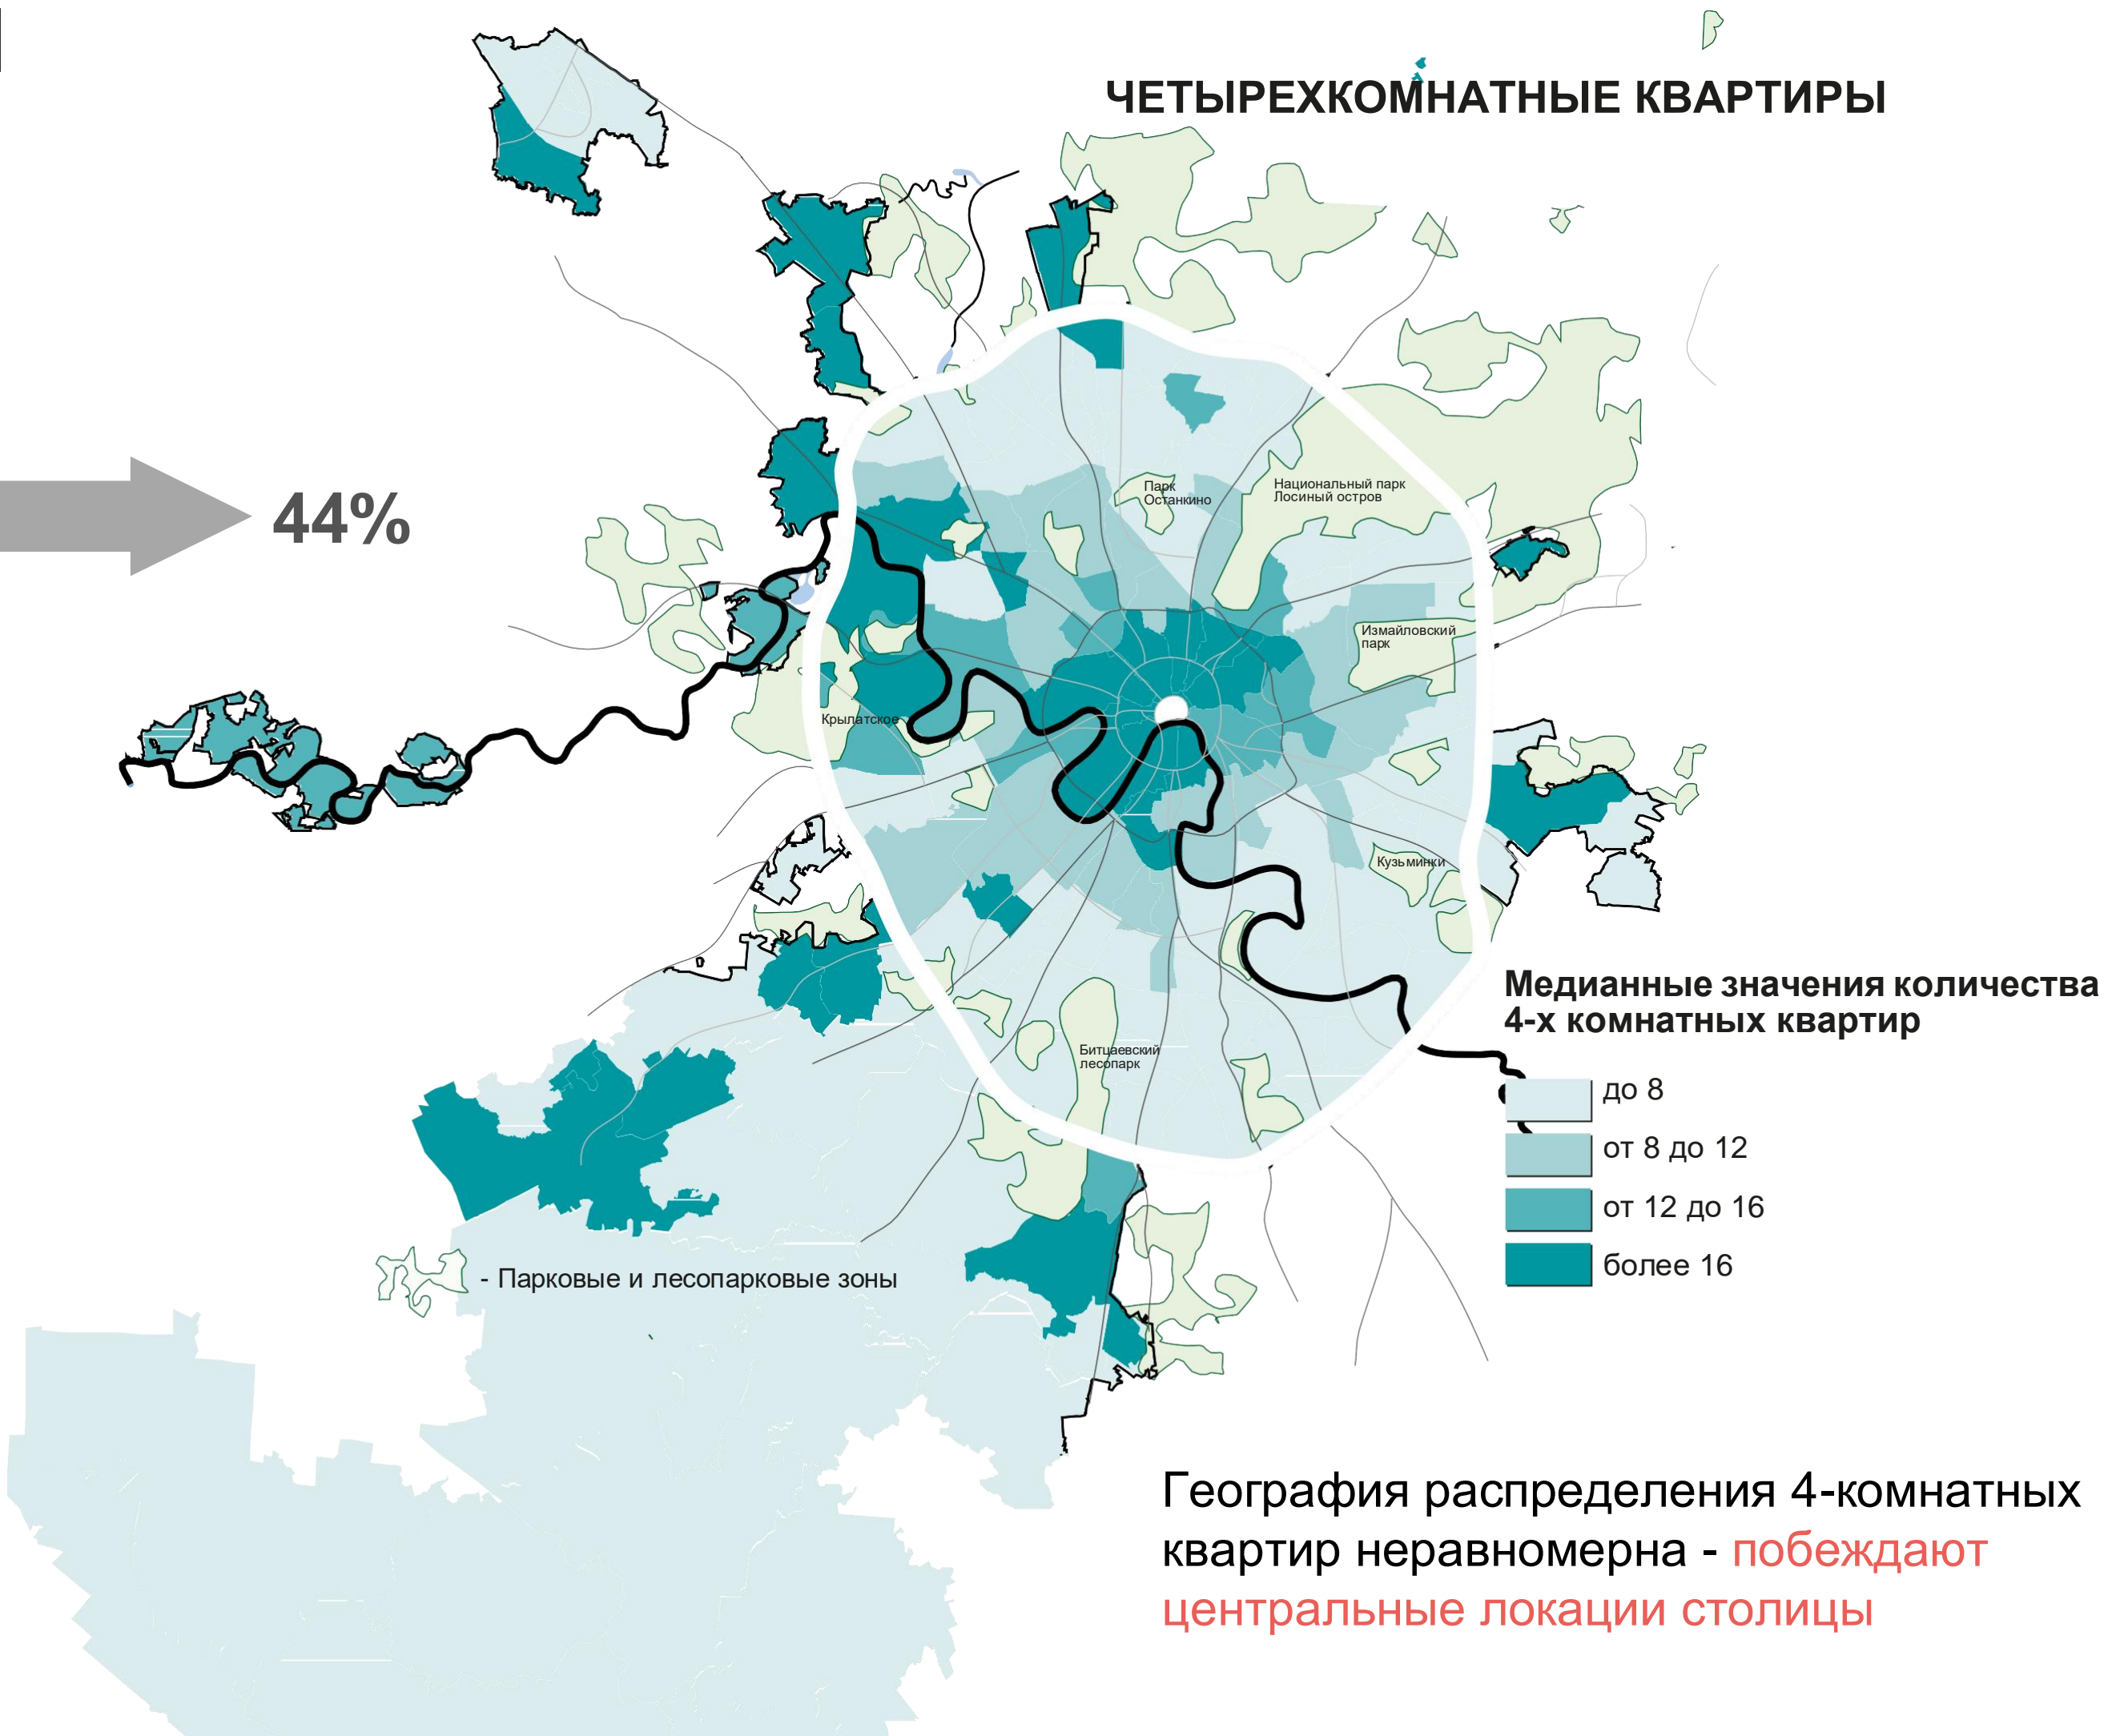 ЧЕТЫРЕХКОМНАТНЫЕ КВАРТИРЫ
44%
Парк
Останкино
Национальный парк
Лосиный остров
Измайловский
парк
Крылатское
Кузьминки
Битцаевский
лесопарк
Медианные значения количества
4-х комнатных квартир
до 8
от 8 до 12
от 12 до 16
более 16
- Парковые и лесопарковые зоны
География распределения 4-комнатных
квартир неравномерна - побеждают
центральные локации столицы